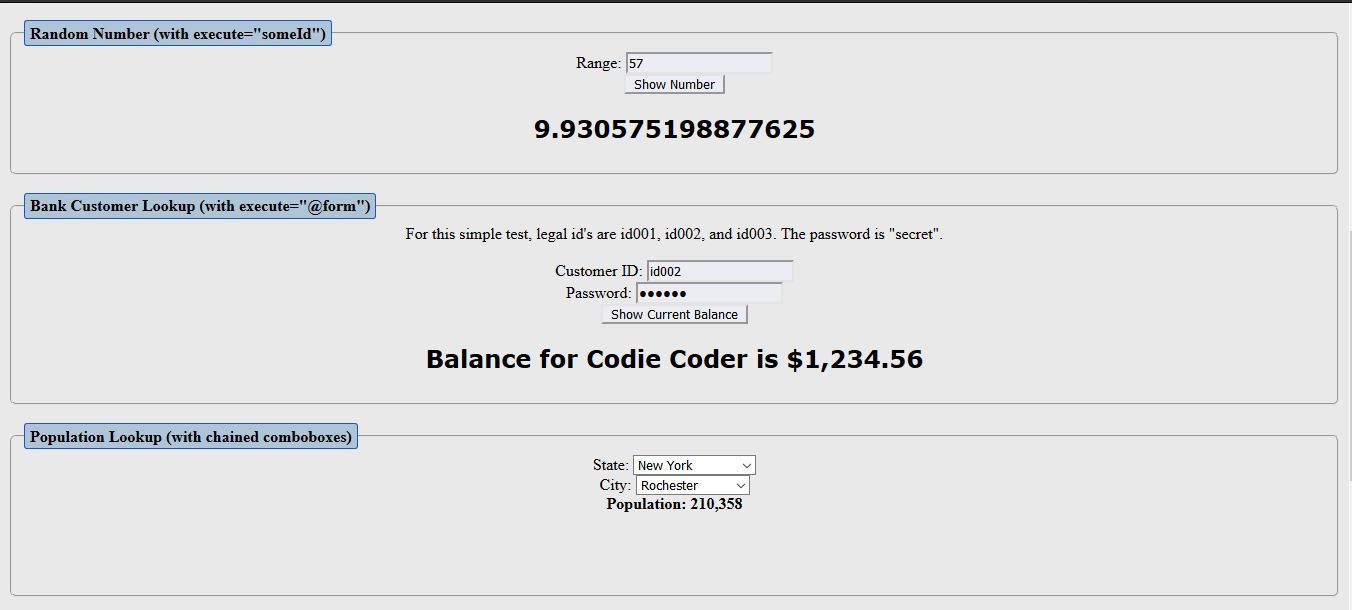 Random Number (with execute="someId")
Range: 57
Show Number
9.930575198877625
Bank Customer Lookup (with execute="@form")
For this simple test, legal id's are id001, id002, and id003. The password is "secret".
Customer ID: id002
Password: ●●●●●●
Show Current Balance
Balance for Codie Coder is $1,234.56
Population Lookup (with chained comboboxes)
State: New York
City: Rochester
Population: 210,358